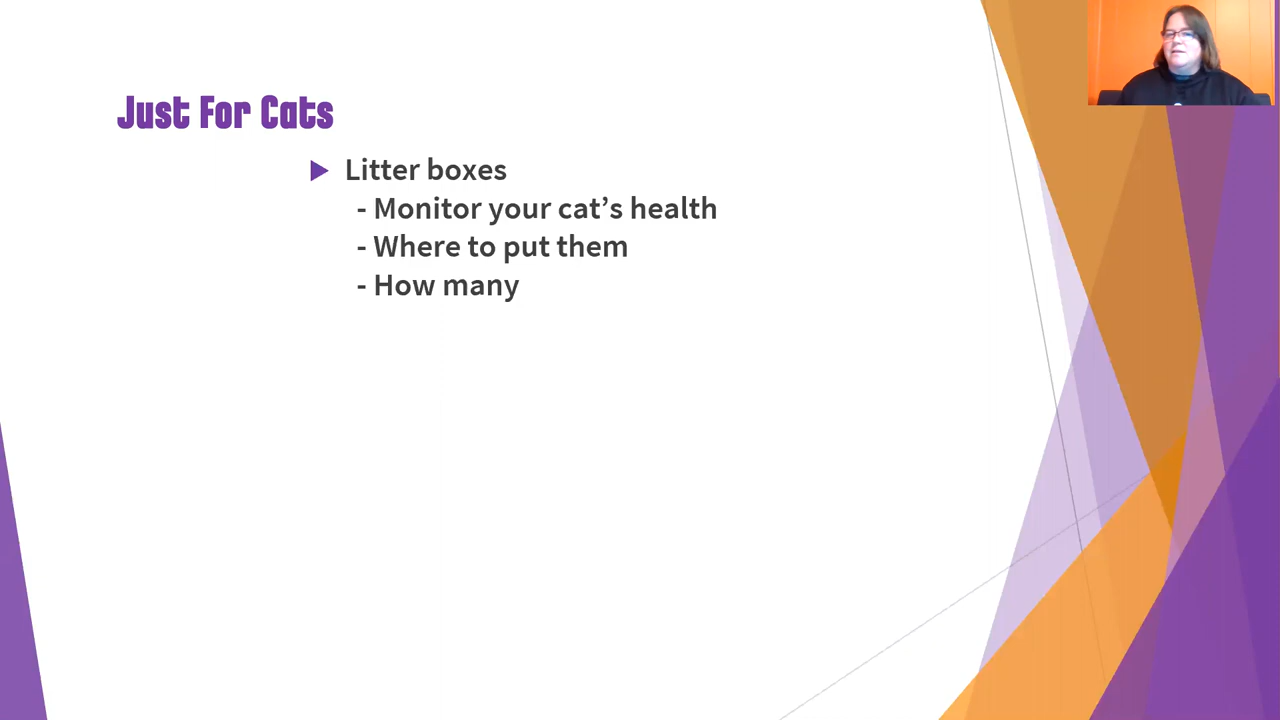 Just For Cats
Litter boxes
- Monitor your cat’s health
- Where to put them
- How many